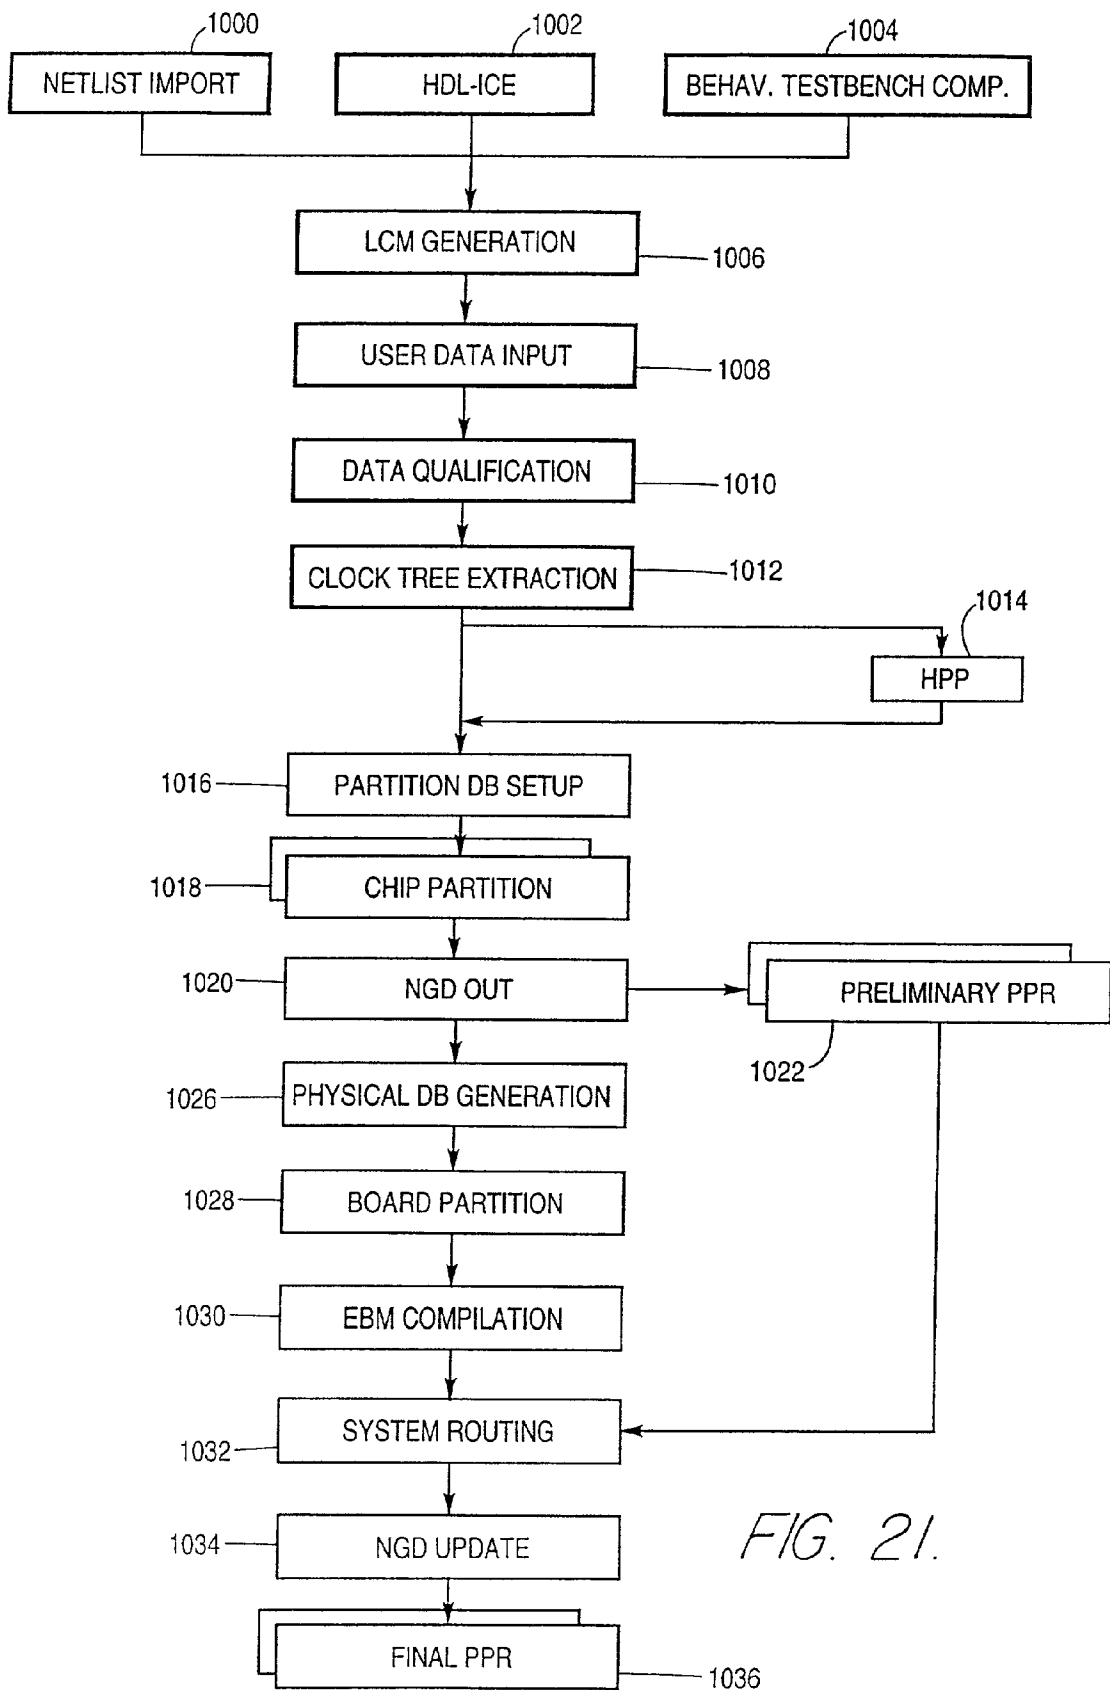 1000
1002
1004
NETLIST IMPORT
HDL-ICE
BEHAV. TESTBENCH COMP.
LCM GENERATION
1006
USER DATA INPUT
1008
DATA QUALIFICATION
1010
CLOCK TREE EXTRACTION
1012
1014
HPP
1016
PARTITION DB SETUP
1018
CHIP PARTITION
1020
NGD OUT
PRELIMINARY PPR
1022
1026
PHYSICAL DB GENERATION
1028
BOARD PARTITION
1030
EBM COMPILATION
1032
SYSTEM ROUTING
1034
NGD UPDATE
FIG. 21.
FINAL PPR
1036